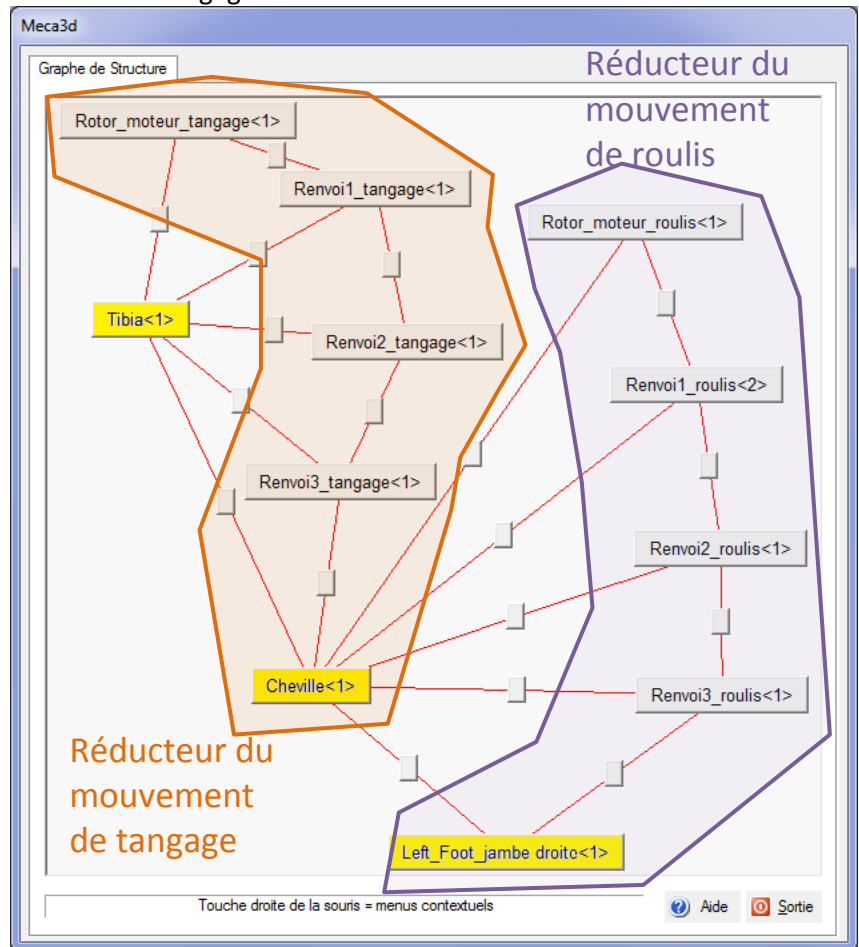 Meca3d
Graphe de Structure
Réducteur du
mouvement
de roulis
Rotor_moteur_tangage<1>
Renvoi1_tangage<1>
Rotor_moteur_roulis<1>
Tibia<1>
Renvoi2_tangage<1>
Renvoi1_roulis<2>
Renvoi3_tangage<1>
Renvoi2_roulis<1>
Cheville<1>
Renvoi3_roulis<1>
Réducteur du
mouvement
de tangage
Left_Foot_jambe droite<1>
Touche droite de la souris = menus contextuels
Aide
Sortie